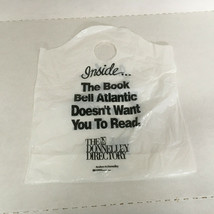 Inside...
The Book
Bell Atlantic
Doesn't Want
You To Read.
THE
DONNELLEY
DIRECTORY